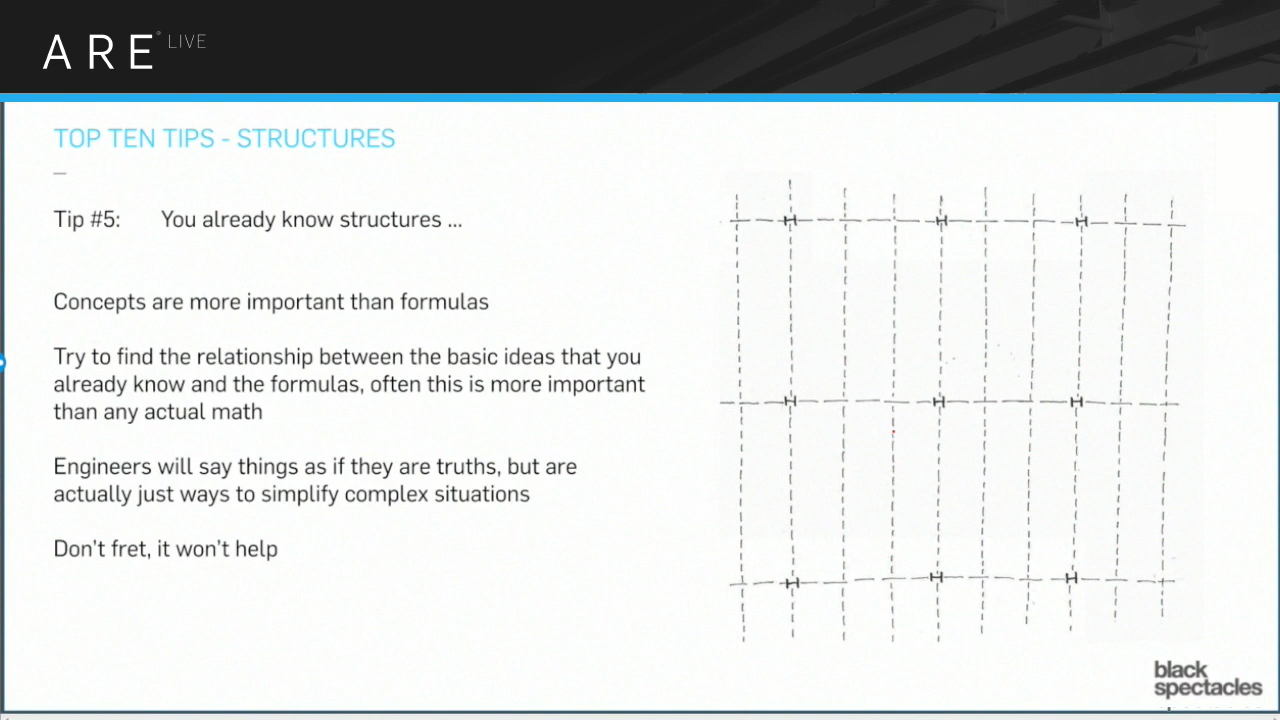 ARE® LIVE
TOP TEN TIPS - STRUCTURES
Tip #5: You already know structures ...
Concepts are more important than formulas
Try to find the relationship between the basic ideas that you
already know and the formulas, often this is more important
than any actual math
Engineers will say things as if they are truths, but are
actually just ways to simplify complex situations
Don't fret, it won't help
black
spectacles